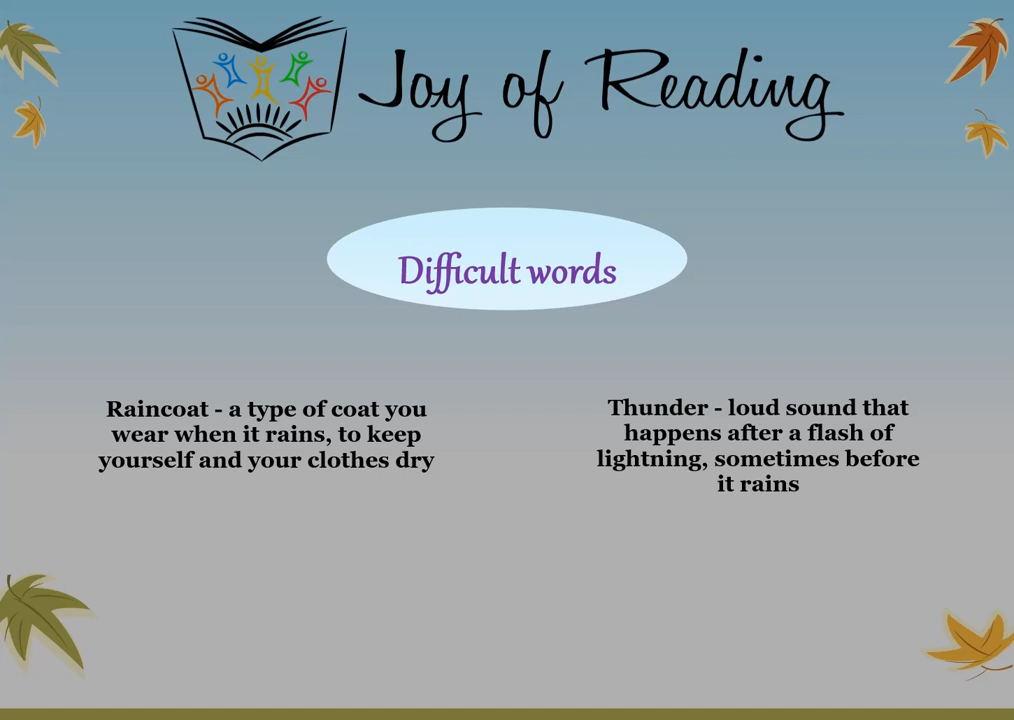 Joy of Reading
Difficult words
Raincoat - a type of coat you
wear when it rains, to keep
yourself and your clothes dry
Thunder - loud sound that
happens after a flash of
lightning, sometimes before
it rains